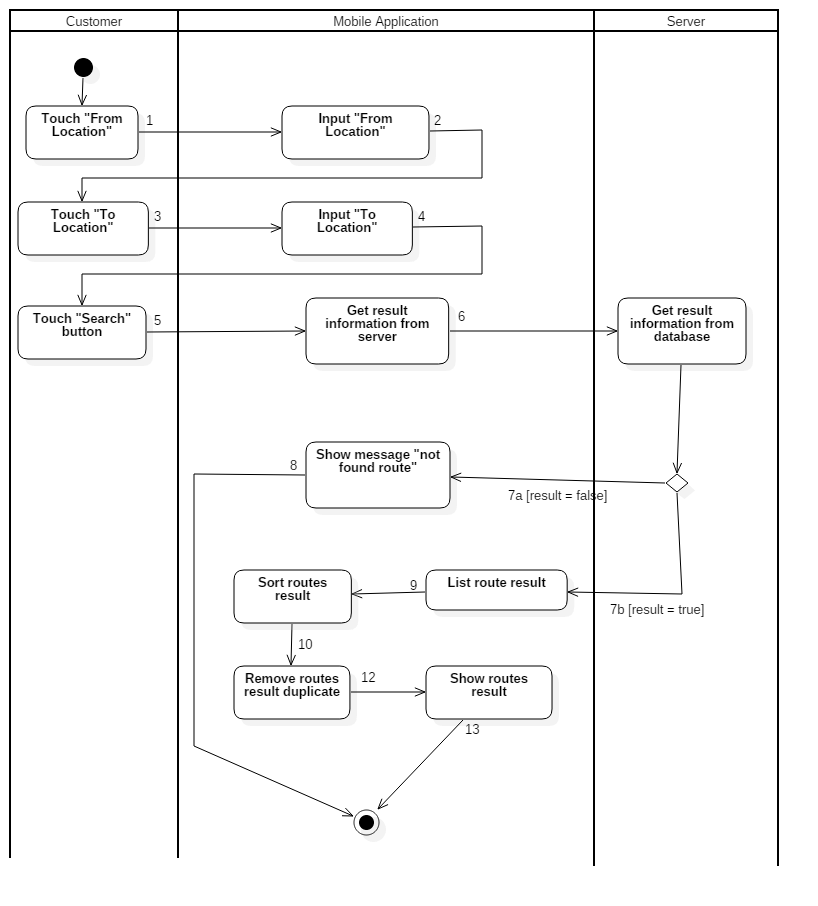 Customer
Mobile Application
Server
Touch "From
Location"
1
Input "From
Location"
2
Touch "To
Location"
3
Input "To
Location"
4
Touch "Search"
button
5
Get result
information from
server
6
Get result
information from
database
Show message "not
found route"
8
7a [result = false]
Sort routes
result
9
List route result
7b [result = true]
10
Remove routes
result duplicate
12
Show routes
result
13